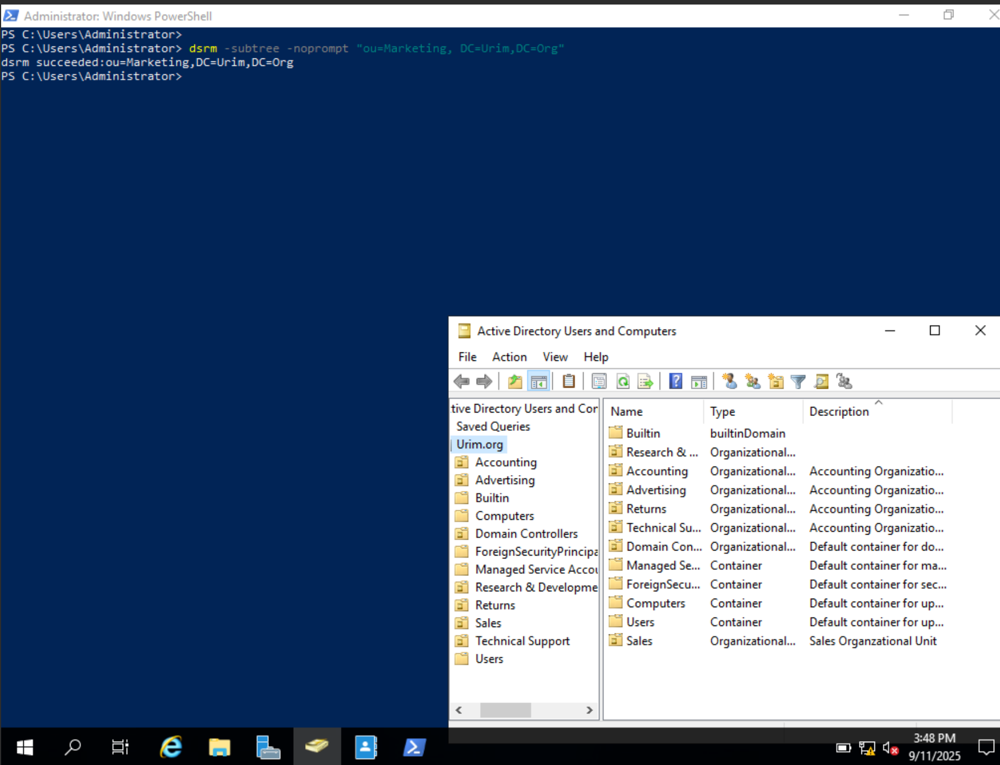 Administrator: Windows PowerShell
PS C:\Users\Administrator>
PS C:\Users\Administrator> dsrm -subtree -noprompt "ou=Marketing, DC=Urim,DC=Org"
dsrm succeeded:ou=Marketing,DC=Urim,DC=Org
PS C:\Users\Administrator>
Active Directory Users and Computers
File Action View Help
tive Directory Users and Cor
Saved Queries
Urim.org
Accounting
Advertising
Builtin
Computers
Domain Controllers
ForeignSecurityPrincipa
Managed Service Accou
Research & Developme
Returns
Sales
Technical Support
Users
Name Type Description
Builtin builtinDomain
Research & ... Organizational...
Accounting Organizational... Accounting Organizatio...
Advertising Organizational... Accounting Organizatio...
Returns Organizational... Accounting Organizatio...
Technical Su... Organizational... Accounting Organizatio...
Domain Con... Organizational... Default container for do...
Managed Se... Container Default container for ma...
ForeignSecu... Container Default container for sec...
Computers Container Default container for up...
Users Container Default container for up...
Sales Organizational... Sales Organzational Unit
3:48 PM
9/11/2025